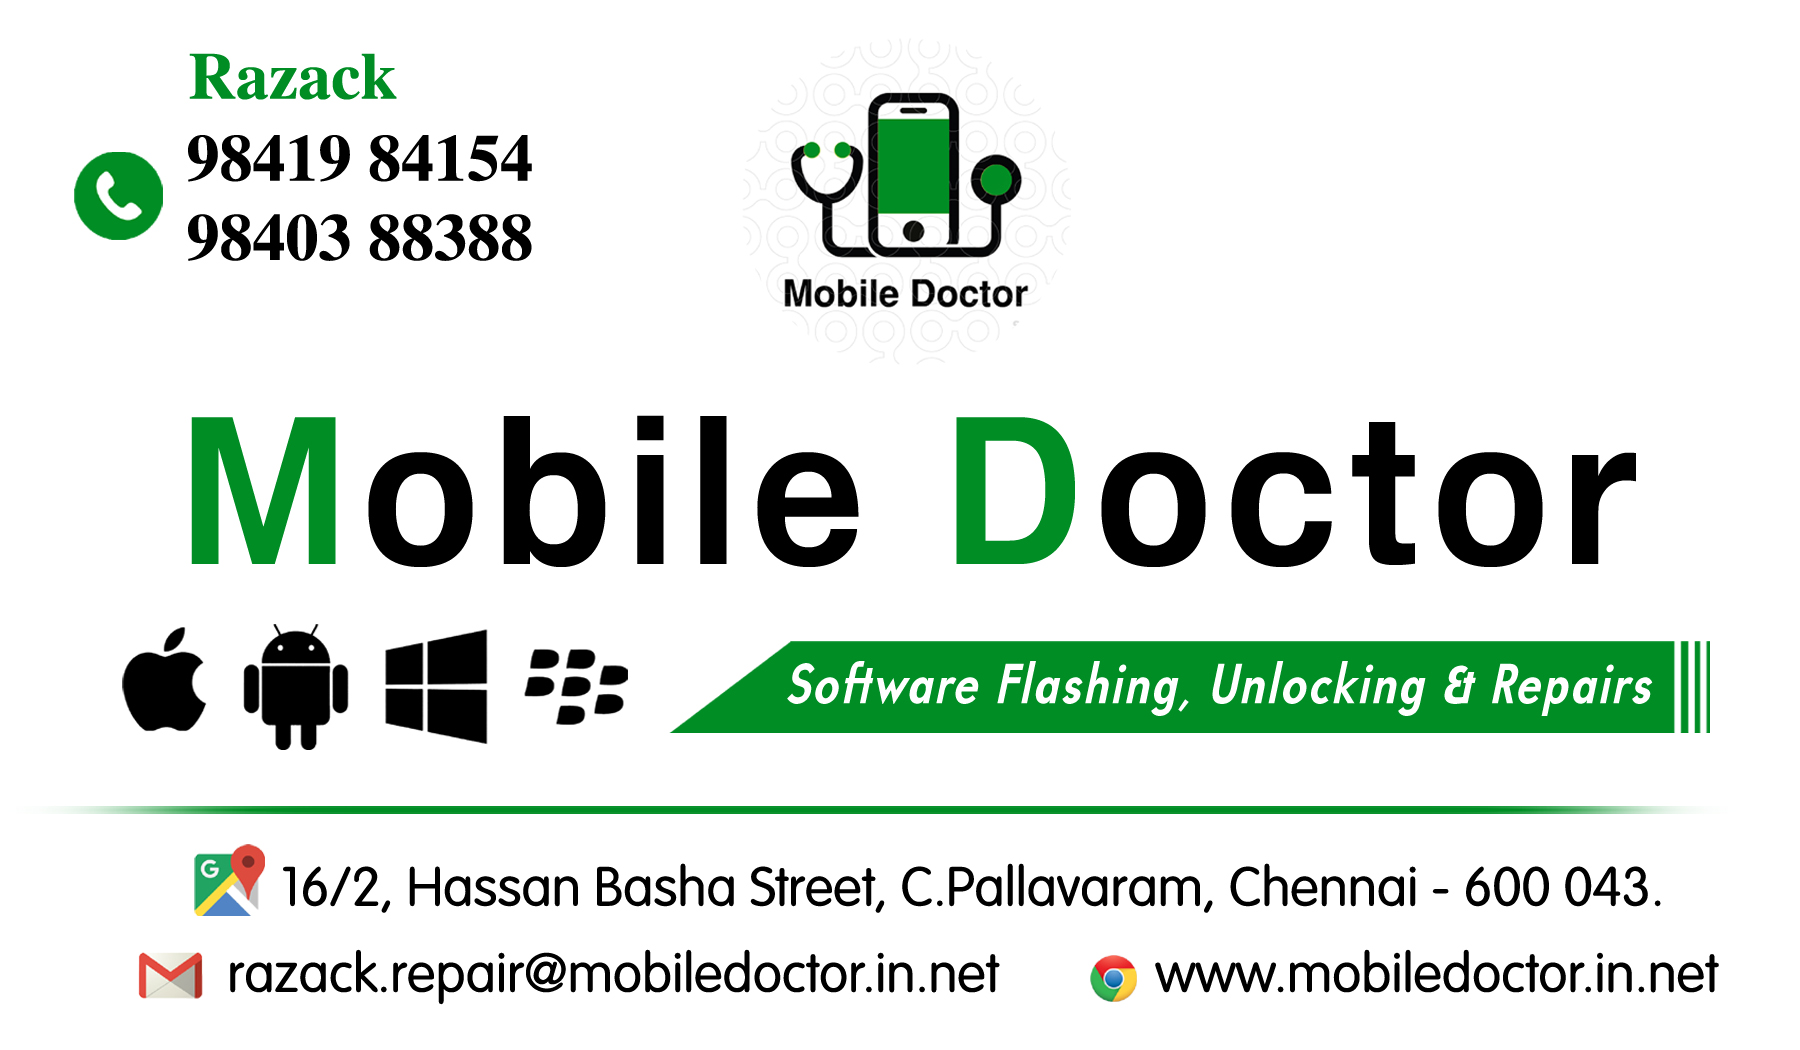 Razack
98419 84154
98403 88388
Mobile Doctor
Mobile Doctor
Software Flashing, Unlocking & Repairs
G
16/2, Hassan Basha Street, C.Pallavaram, Chennai - 600 043.
razack.repair@mobiledoctor.in.net
www.mobiledoctor.in.net